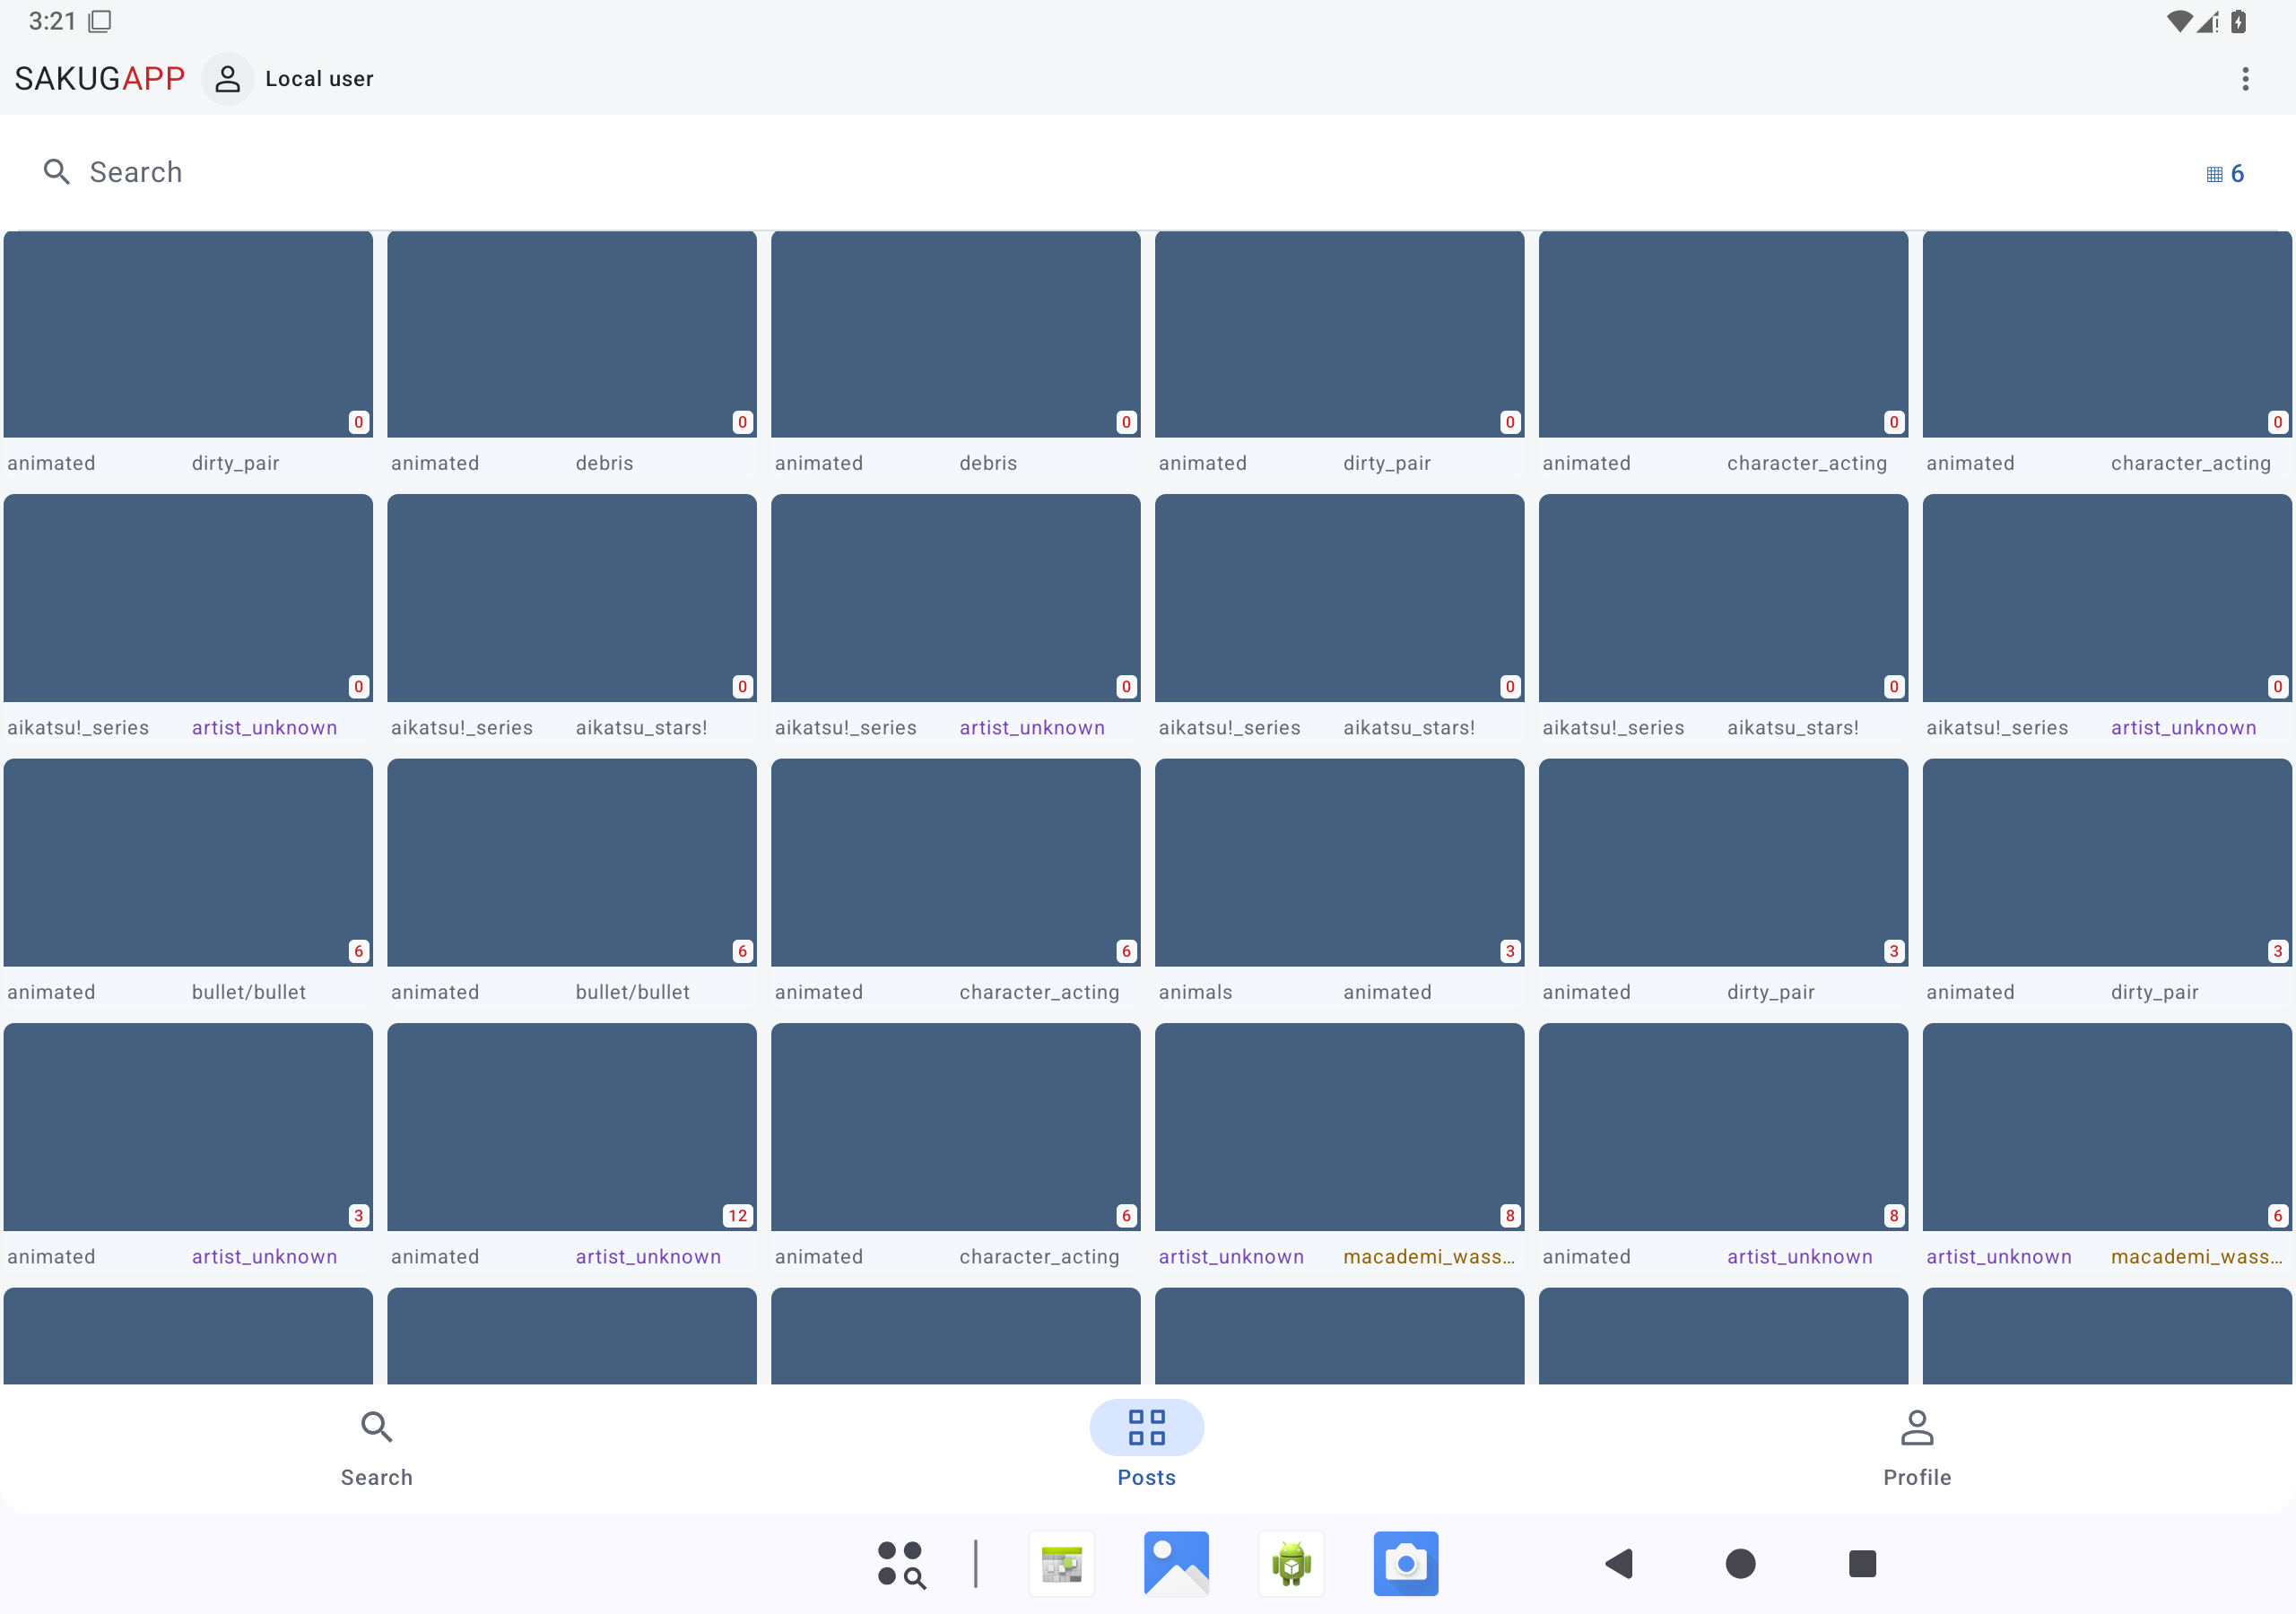 3:21
SAKUGAPP Local user
Search 6
0 0 0 0 0 0
animated dirty_pair animated debris animated debris animated dirty_pair animated character_acting animated character_acting
0 0 0 0 0 0
aikatsu!_series artist_unknown aikatsu!_series aikatsu_stars! aikatsu!_series artist_unknown aikatsu!_series aikatsu_stars! aikatsu!_series aikatsu_stars! aikatsu!_series artist_unknown
6 6 6 3 3 3
animated bullet/bullet animated bullet/bullet animated character_acting animals animated animated dirty_pair animated dirty_pair
3 12 6 8 8 6
animated artist_unknown animated artist_unknown animated character_acting artist_unknown macademi_wass... animated artist_unknown artist_unknown macademi_wass...
Search Posts Profile